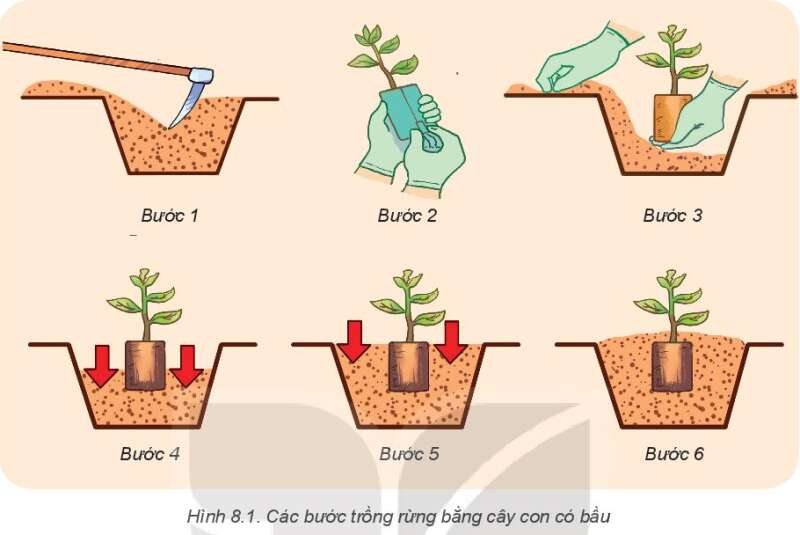 Bước 1
Bước 2
Bước 3
Bước 4
Bước 5
Bước 6
Hình 8.1. Các bước trồng rừng bằng cây con có bầu